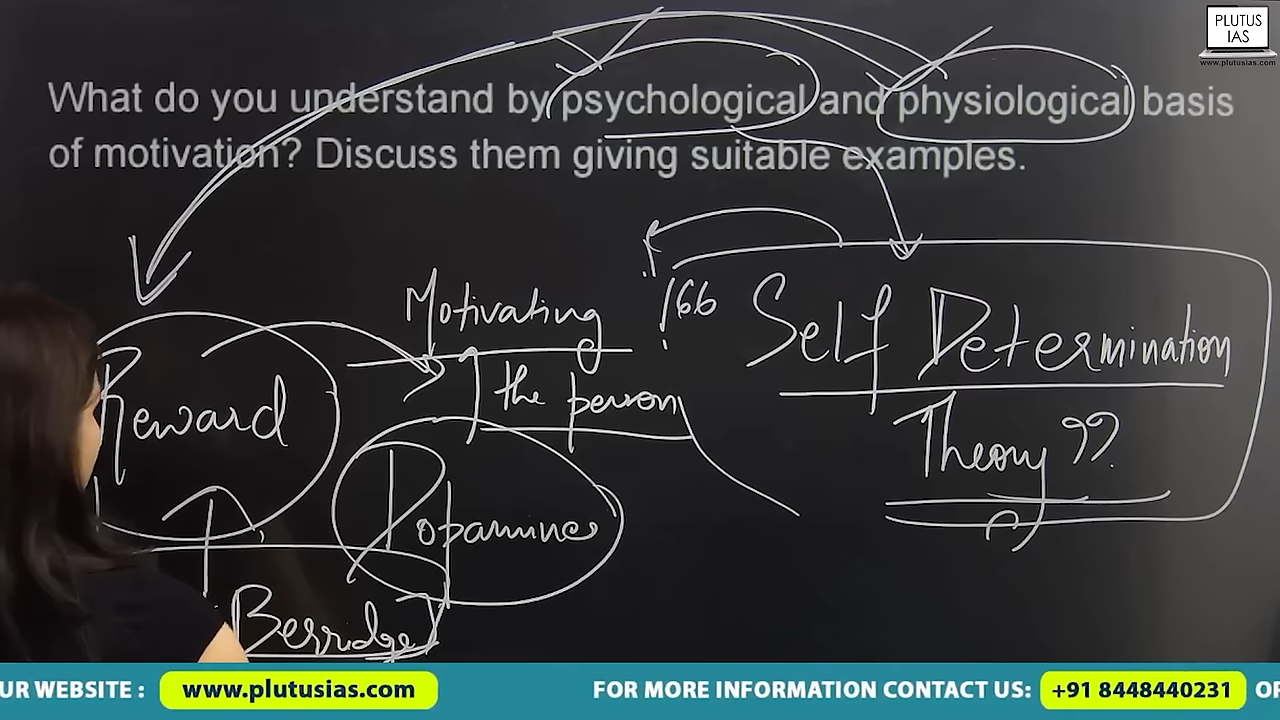 PLUTUS
IAS
www.plutusias.com
What do you understand by psychological and physiological basis
of motivation? Discuss them giving suitable examples.
Motivating
the person
166
Self Determination
Theory ??
Reward
Dopamine
Berridge
UR WEBSITE : www.plutusias.com FOR MORE INFORMATION CONTACT US: +91 8448440231 OR